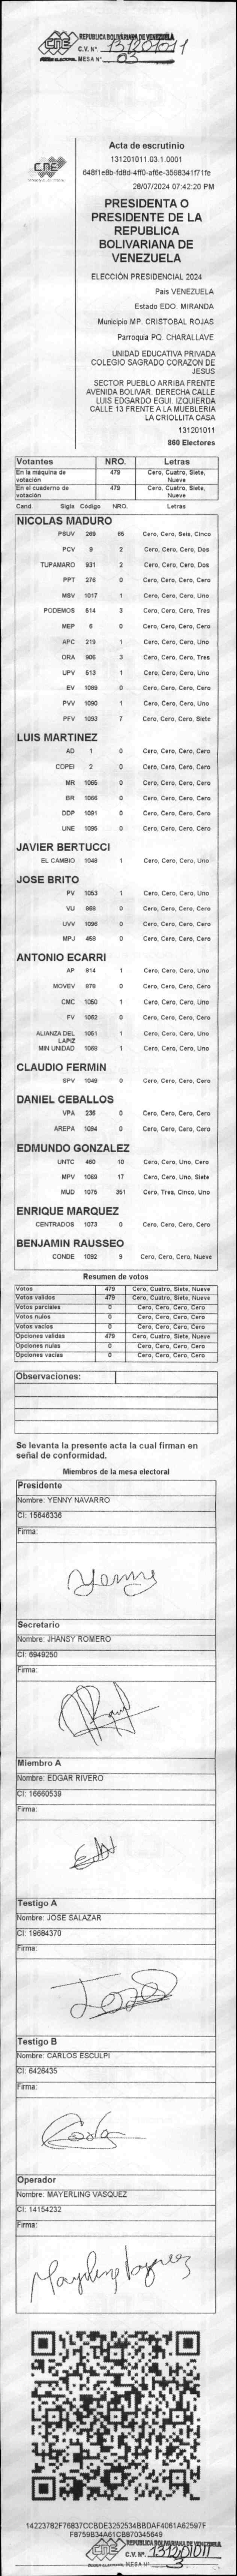 REPUBLICA BOLIVARIANA DE VENEZUELA
CNE
C.V. N°. 131201011
PODER ELECTORAL MESA N° 03
Acta de escrutinio
131201011.03.1.0001
CNE
648f1e6b-fd8d-4ff0-af6e-3598341f71fe
28/07/2024 07:42:20 PM
PRESIDENTA O
PRESIDENTE DE LA
REPUBLICA
BOLIVARIANA DE
VENEZUELA
ELECCIÓN PRESIDENCIAL 2024
Pais VENEZUELA
Estado EDO. MIRANDA
Municipio MP. CRISTOBAL ROJAS
Parroquia PQ. CHARALLAVE
UNIDAD EDUCATIVA PRIVADA
COLEGIO SAGRADO CORAZON DE
JESUS
SECTOR PUEBLO ARRIBA FRENTE
AVENIDA BOLIVAR. DERECHA CALLE
LUIS EDGARDO EGUI. IZQUIERDA
CALLE 13 FRENTE A LA MUEBLERIA
LA CRIOLLITA CASA
131201011
860 Electores
Votantes NRO. Letras
En la máquina de votación 479 Cero, Cuatro, Siete, Nueve
En el cuaderno de votación 479 Cero, Cuatro, Siete, Nueve
Cand Sigla Código NRO. Letras
NICOLAS MADURO
PSUV 269 65 Cero, Cero, Seis, Cinco
PCV 9 2 Cero, Cero, Cero, Dos
TUPAMARO 931 2 Cero, Cero, Cero, Dos
PPT 276 0 Cero, Cero, Cero, Cero
MSV 1017 1 Cero, Cero, Cero, Uno
PODEMOS 514 3 Cero, Cero, Cero, Tres
MEP 6 0 Cero, Cero, Cero, Cero
APC 219 1 Cero, Cero, Cero, Uno
ORA 906 3 Cero, Cero, Cero, Tres
UPV 513 1 Cero, Cero, Cero, Uno
EV 1089 0 Cero, Cero, Cero, Cero
PVV 1090 1 Cero, Cero, Cero, Uno
PFV 1093 7 Cero, Cero, Cero, Siete
LUIS MARTINEZ
AD 1 0 Cero, Cero, Cero, Cero
COPEI 2 0 Cero, Cero, Cero, Cero
MR 1065 0 Cero, Cero, Cero, Cero
BR 1066 0 Cero, Cero, Cero, Cero
DDP 1091 0 Cero, Cero, Cero, Cero
UNE 1095 0 Cero, Cero, Cero, Cero
JAVIER BERTUCCI
EL CAMBIO 1048 1 Cero, Cero, Cero, Uno
JOSE BRITO
PV 1053 1 Cero, Cero, Cero, Uno
VU 868 0 Cero, Cero, Cero, Cero
UVV 1096 0 Cero, Cero, Cero, Cero
MPJ 458 0 Cero, Cero, Cero, Cero
ANTONIO ECARRI
AP 914 1 Cero, Cero, Cero, Uno
MOVEV 979 0 Cero, Cero, Cero, Cero
CMC 1050 1 Cero, Cero, Cero, Uno
FV 1062 0 Cero, Cero, Cero, Cero
ALIANZA DEL LAPIZ 1051 1 Cero, Cero, Cero, Uno
MIN UNIDAD 1068 1 Cero, Cero, Cero, Uno
CLAUDIO FERMIN
SPV 1049 0 Cero, Cero, Cero, Cero
DANIEL CEBALLOS
VPA 236 0 Cero, Cero, Cero, Cero
AREPA 1094 0 Cero, Cero, Cero, Cero
EDMUNDO GONZALEZ
UNTC 460 10 Cero, Cero, Uno, Cero
MPV 1069 17 Cero, Cero, Uno, Siete
MUD 1075 351 Cero, Tres, Cinco, Uno
ENRIQUE MARQUEZ
CENTRADOS 1073 0 Cero, Cero, Cero, Cero
BENJAMIN RAUSSEO
CONDE 1092 9 Cero, Cero, Cero, Nueve
Resumen de votos
Votos 479 Cero, Cuatro, Siete, Nueve
Votos validos 479 Cero, Cuatro, Siete, Nueve
Votos parciales 0 Cero, Cero, Cero, Cero
Votos nulos 0 Cero, Cero, Cero, Cero
Votos vacios 0 Cero, Cero, Cero, Cero
Opciones validas 479 Cero, Cuatro, Siete, Nueve
Opciones nulas 0 Cero, Cero, Cero, Cero
Opciones vacias 0 Cero, Cero, Cero, Cero
Observaciones:
Se levanta la presente acta la cual firman en
señal de conformidad.
Miembros de la mesa electoral
Presidente
Nombre: YENNY NAVARRO
CI: 15646336
Firma:
Yenny
Secretario
Nombre: JHANSY ROMERO
CI: 6949250
Firma:
Miembro A
Nombre: EDGAR RIVERO
CI: 16660539
Firma:
Testigo A
Nombre: JOSE SALAZAR
CI: 19684370
Firma:
Jose
Testigo B
Nombre: CARLOS ESCULPI
CI: 6426435
Firma:
Operador
Nombre: MAYERLING VASQUEZ
CI: 14154232
Firma:
Mayerling Vasquez
14223782F76837CCBDE3252534BBDAF4081A62597F
F8759B34A61CB870345649
REPUBLICA BOLIVARIANA DE VENEZUELA
CNE
C.V. N°. 131201011
PODER ELECTORAL MESA N° 3